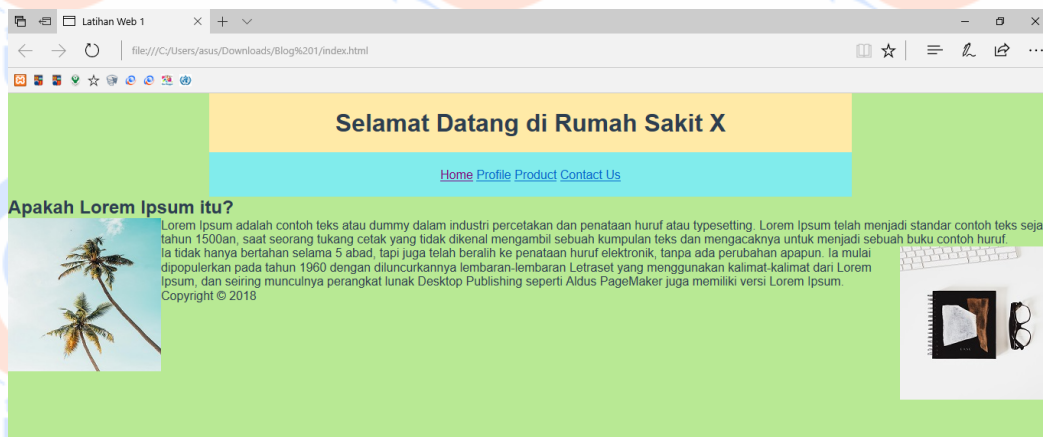 Latihan Web 1
file:///C:/Users/asus/Downloads/Blog%201/index.html
Selamat Datang di Rumah Sakit X
Home Profile Product Contact Us
Apakah Lorem Ipsum itu?
Lorem Ipsum adalah contoh teks atau dummy dalam industri percetakan dan penataan huruf atau typesetting. Lorem Ipsum telah menjadi standar contoh teks seja
tahun 1500an, saat seorang tukang cetak yang tidak dikenal mengambil sebuah kumpulan teks dan mengacaknya untuk menjadi sebuah buku contoh huruf.
Ia tidak hanya bertahan selama 5 abad, tapi juga telah beralih ke penataan huruf elektronik, tanpa ada perubahan apapun. Ia mulai
dipopulerkan pada tahun 1960 dengan diluncurkannya lembaran-lembaran Letraset yang menggunakan kalimat-kalimat dari Lorem
Ipsum, dan seiring munculnya perangkat lunak Desktop Publishing seperti Aldus PageMaker juga memiliki versi Lorem Ipsum.
Copyright © 2018